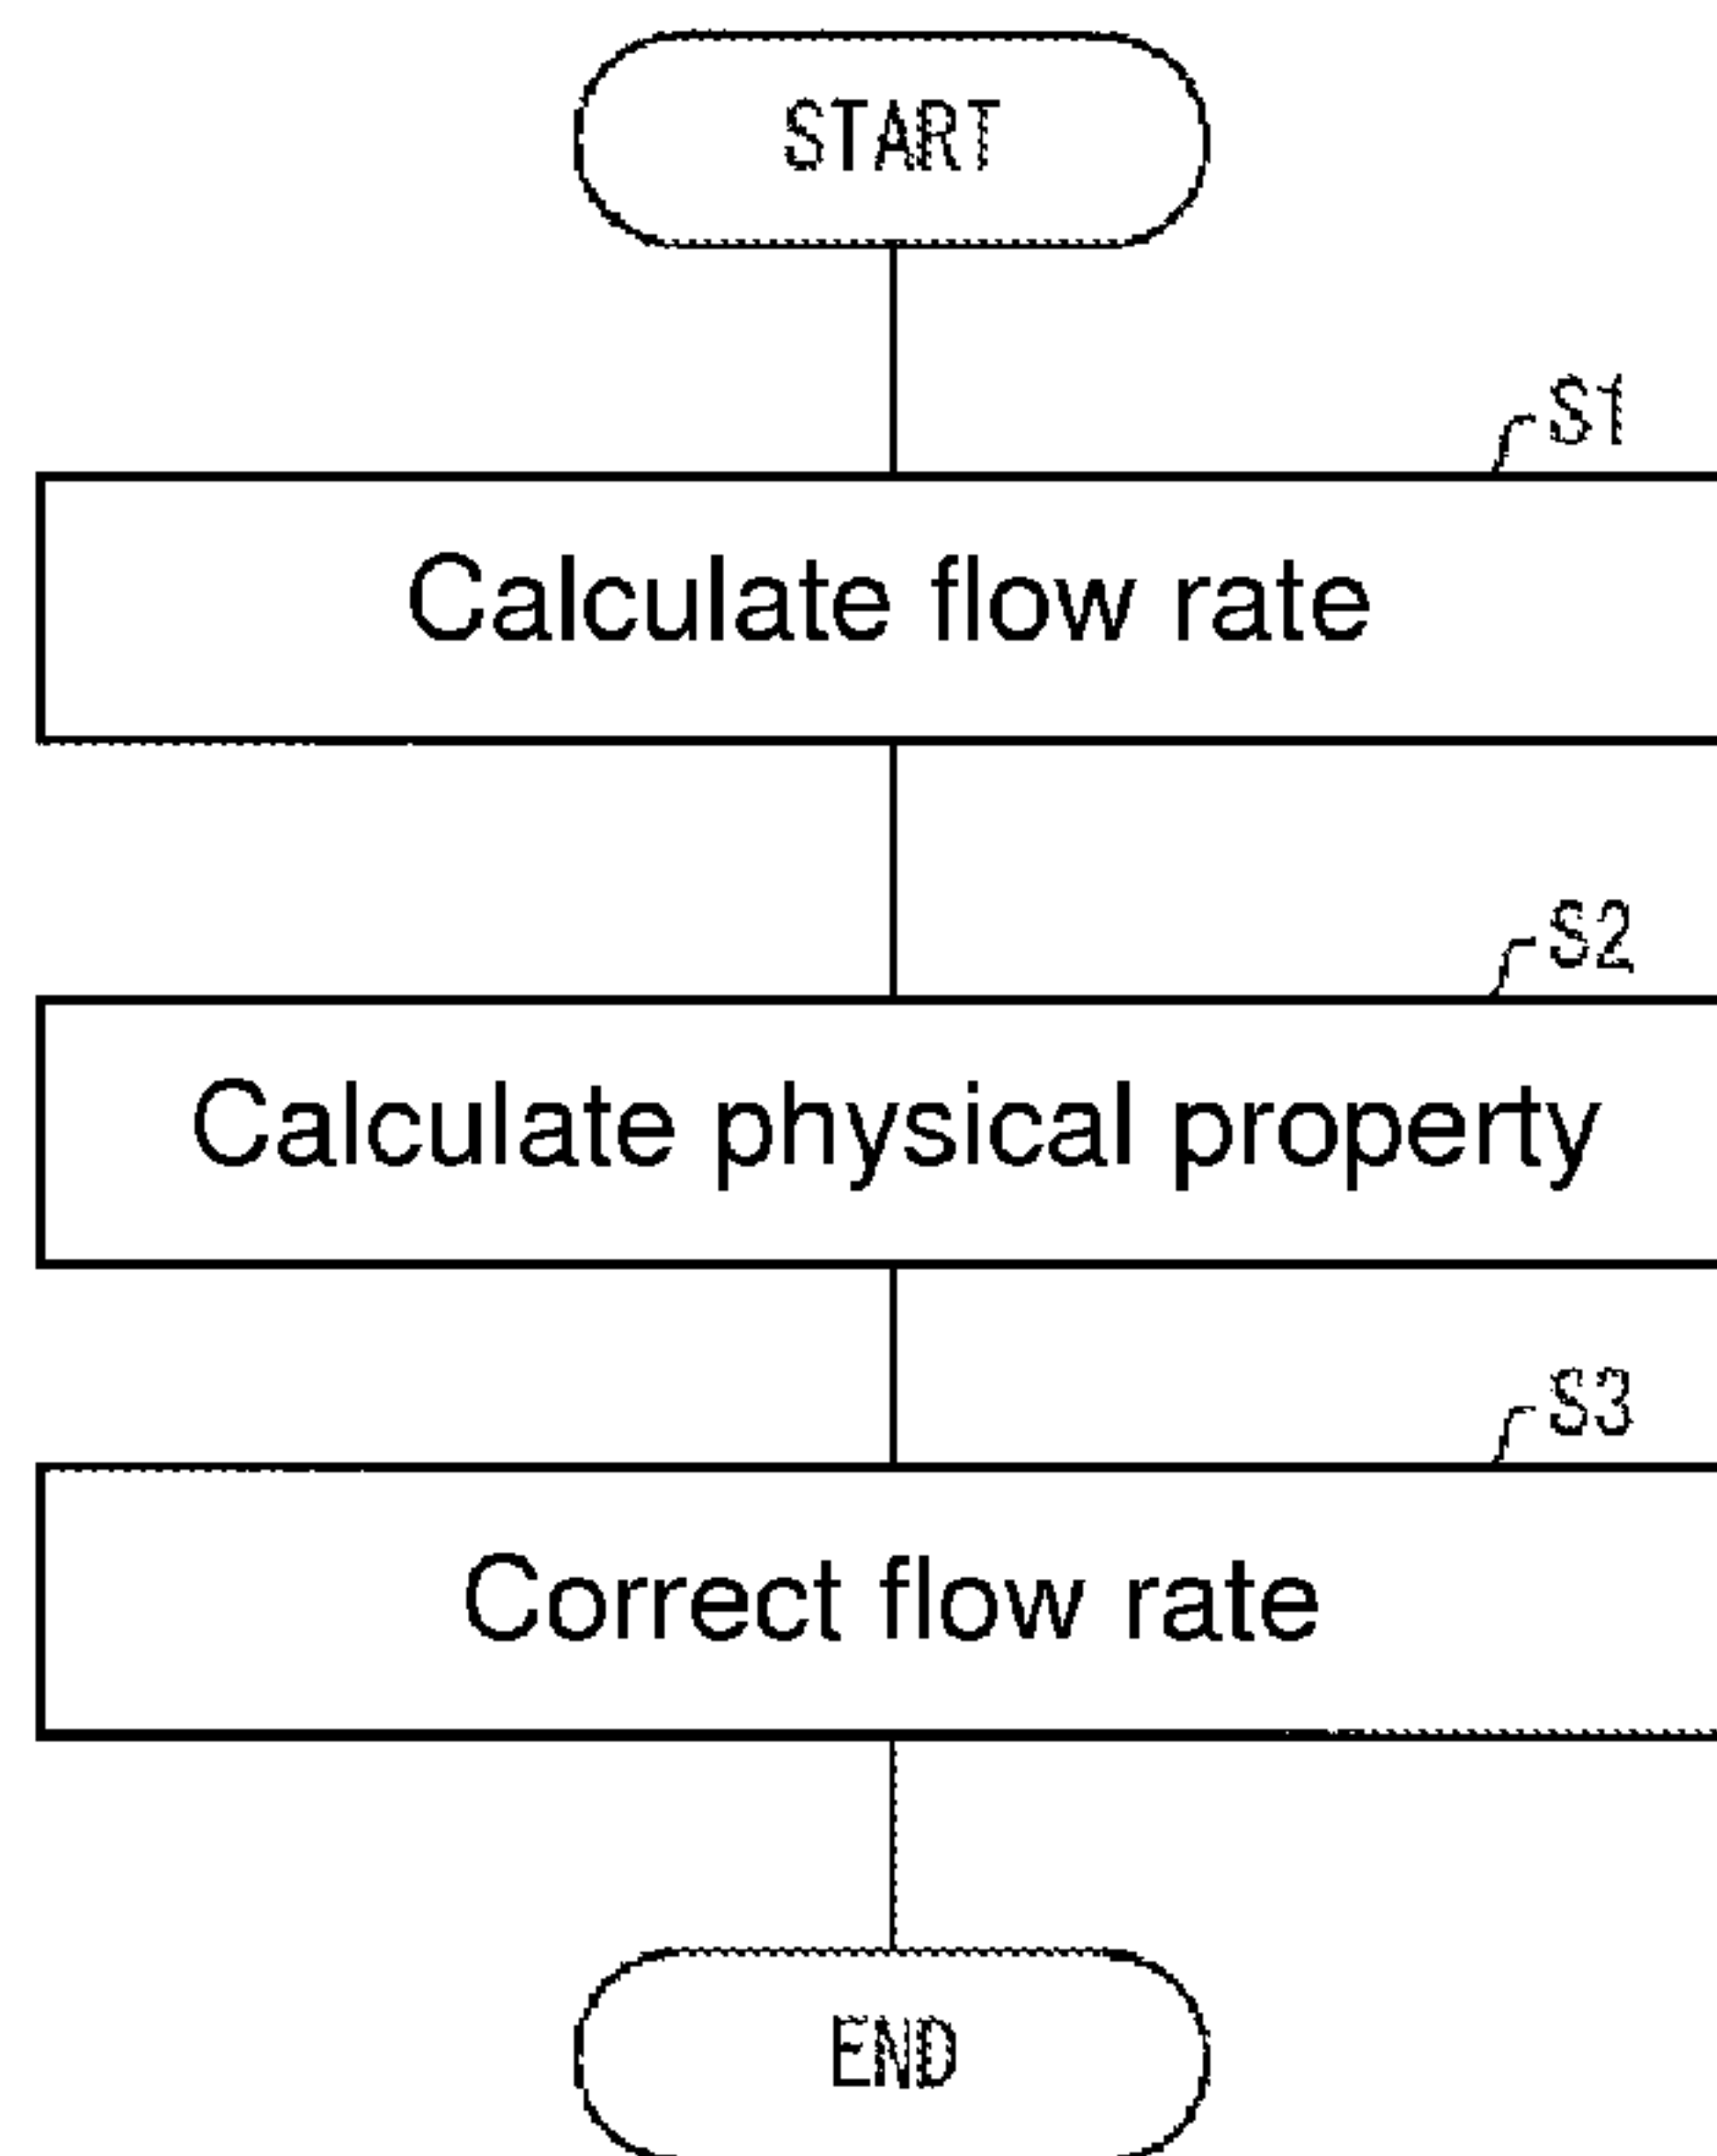 START
S1
Calculate flow rate
S2
Calculate physical property
S3
Correct flow rate
END